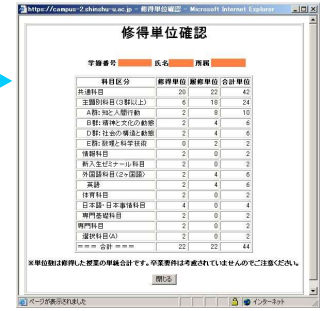 https://campus-2.shinshu-u.ac.jp - 修得単位確認 - Microsoft Internet Explorer
修得単位確認
学籍番号 氏名 所属
科目区分 修得単位 履修単位 合計単位
共通科目 20 22 42
主題別科目(3群以上) 6 18 24
A群:知と人間行動 2 8 10
B群:精神と文化の動態 2 4 6
D群:社会の構造と動態 2 4 6
E群:数理と科学技術 0 2 2
情報科目 2 0 2
新入生ゼミナール科目 2 0 2
外国語科目(2ヶ国語) 2 4 6
英語 2 4 6
体育科目 2 0 2
日本語・日本事情科目 4 0 4
専門基礎科目 2 0 2
専門科目 2 0 2
選択科目(A) 2 0 2
=== 合計 === 22 22 44
※単位数は修得した授業の単純合計です。卒業要件は考慮されていませんのでご注意ください。
閉じる
ページが表示されました インターネット